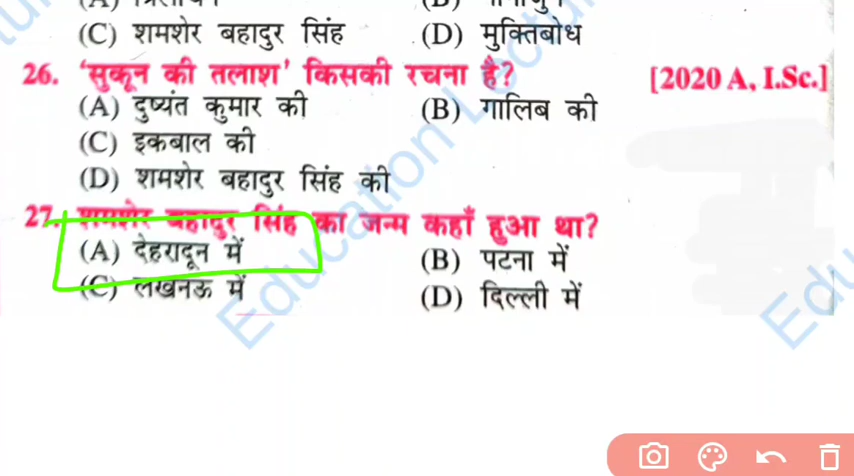 (C) शमशेर बहादुर सिंह (D) मुक्तिबोध
26. ‘सुकून की तलाश’ किसकी रचना है? [2020 A, I.Sc.]
(A) दुष्यंत कुमार की (B) गालिब की
(C) इकबाल की
(D) शमशेर बहादुर सिंह की
27. शमशेर बहादुर सिंह का जन्म कहाँ हुआ था?
(A) देहरादून में (B) पटना में
(C) लखनऊ में (D) दिल्ली में